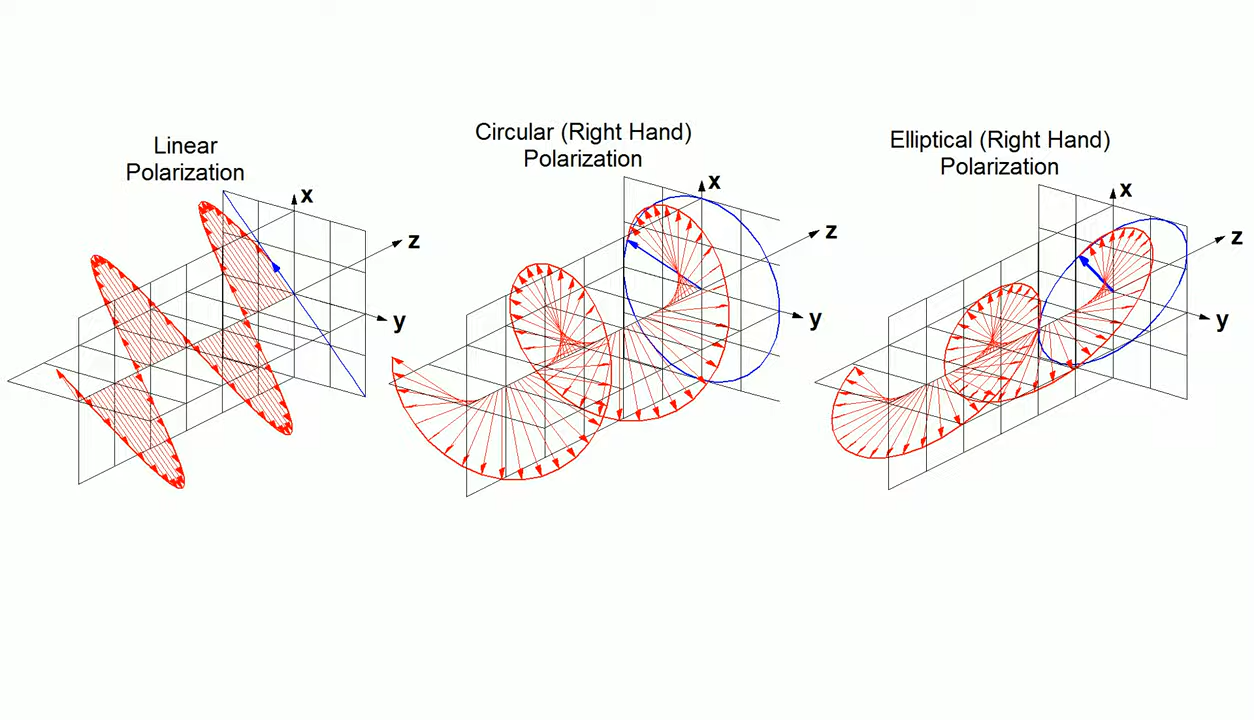 Linear
Polarization
x
z
y
Circular (Right Hand)
Polarization
x
z
y
Elliptical (Right Hand)
Polarization
x
z
y